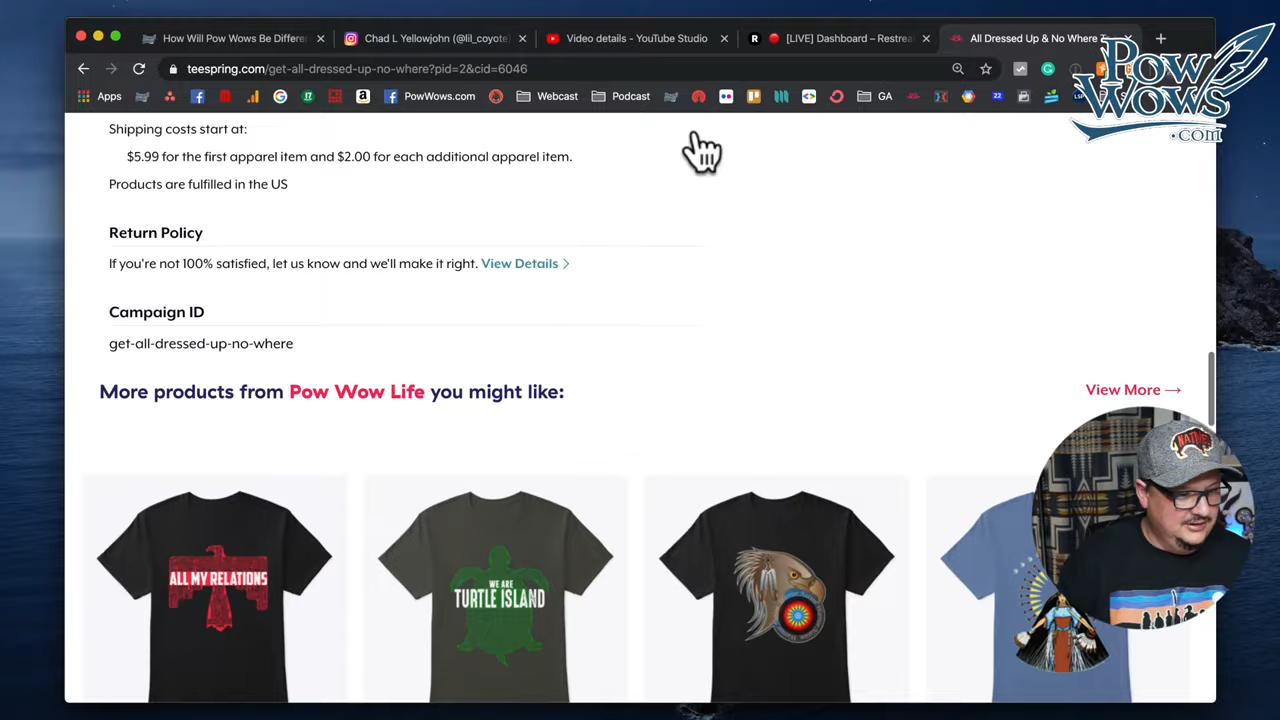 How Will Pow Wows Be Differe
Chad L Yellowjohn (@lil_coyote
Video details - YouTube Studio
[LIVE] Dashboard – Restrea
All Dressed Up & No Where T
teespring.com/get-all-dressed-up-no-where?pid=2&cid=6046
Apps
PowWows.com
Webcast
Podcast
GA
Pow
Wows
.com
Shipping costs start at:
$5.99 for the first apparel item and $2.00 for each additional apparel item.
Products are fulfilled in the US
Return Policy
If you're not 100% satisfied, let us know and we'll make it right. View Details >
Campaign ID
get-all-dressed-up-no-where
More products from Pow Wow Life you might like:
View More →
NATIVE
ALL MY RELATIONS
WE ARE
TURTLE ISLAND